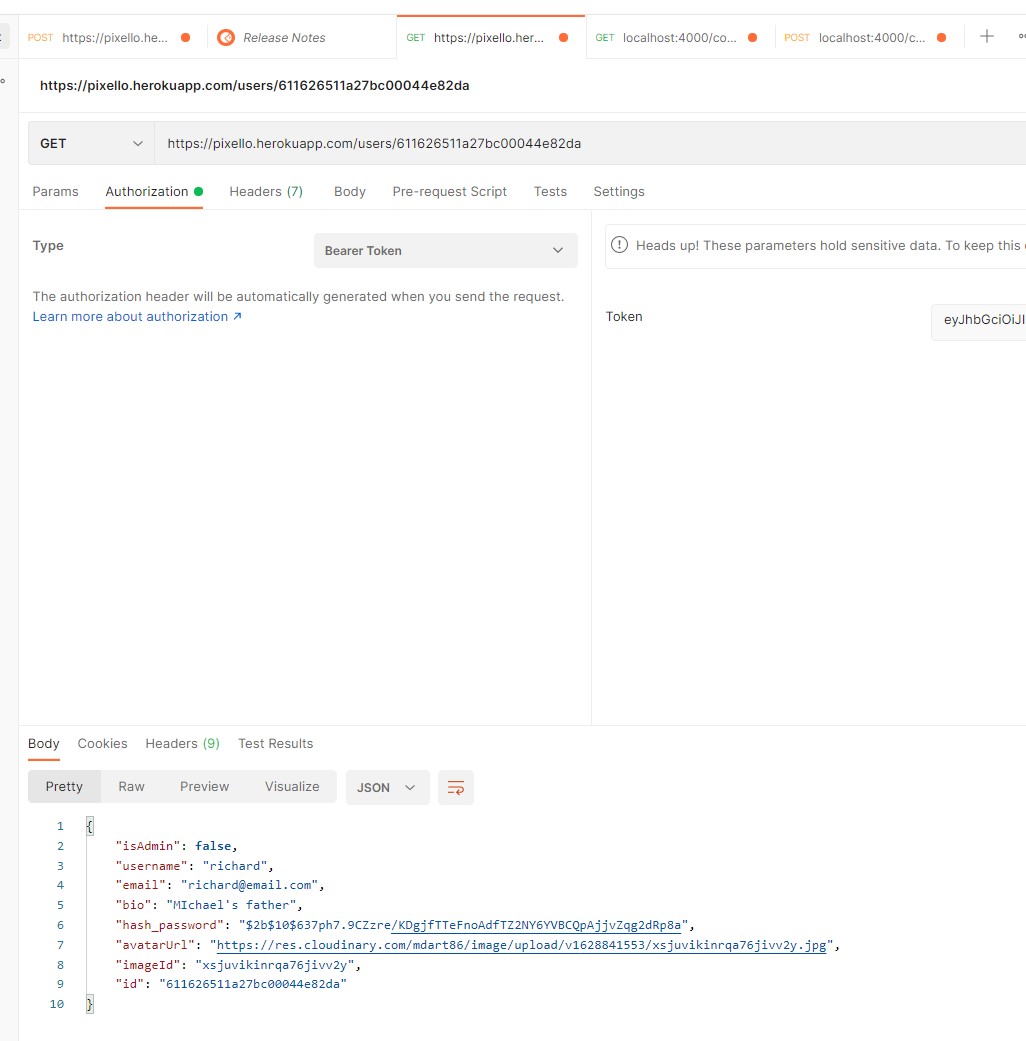 POST https://pixello.he...
Release Notes
GET https://pixello.her...
GET localhost:4000/co...
POST localhost:4000/c...
https://pixello.herokuapp.com/users/611626511a27bc00044e82da
GET https://pixello.herokuapp.com/users/611626511a27bc00044e82da
Params Authorization Headers (7) Body Pre-request Script Tests Settings
Type Bearer Token
The authorization header will be automatically generated when you send the request.
Learn more about authorization ↗
Heads up! These parameters hold sensitive data. To keep this
Token eyJhbGciOiJI
Body Cookies Headers (9) Test Results
Pretty Raw Preview Visualize JSON
1 {
2 "isAdmin": false,
3 "username": "richard",
4 "email": "richard@email.com",
5 "bio": "MIchael's father",
6 "hash_password": "$2b$10$637ph7.9CZzre/KDgjfTTeFnoAdfTZ2NY6YVBCQpAjjvZqg2dRp8a",
7 "avatarUrl": "https://res.cloudinary.com/mdart86/image/upload/v1628841553/xsjuvikinrqa76jivv2y.jpg",
8 "imageId": "xsjuvikinrqa76jivv2y",
9 "id": "611626511a27bc00044e82da"
10 }